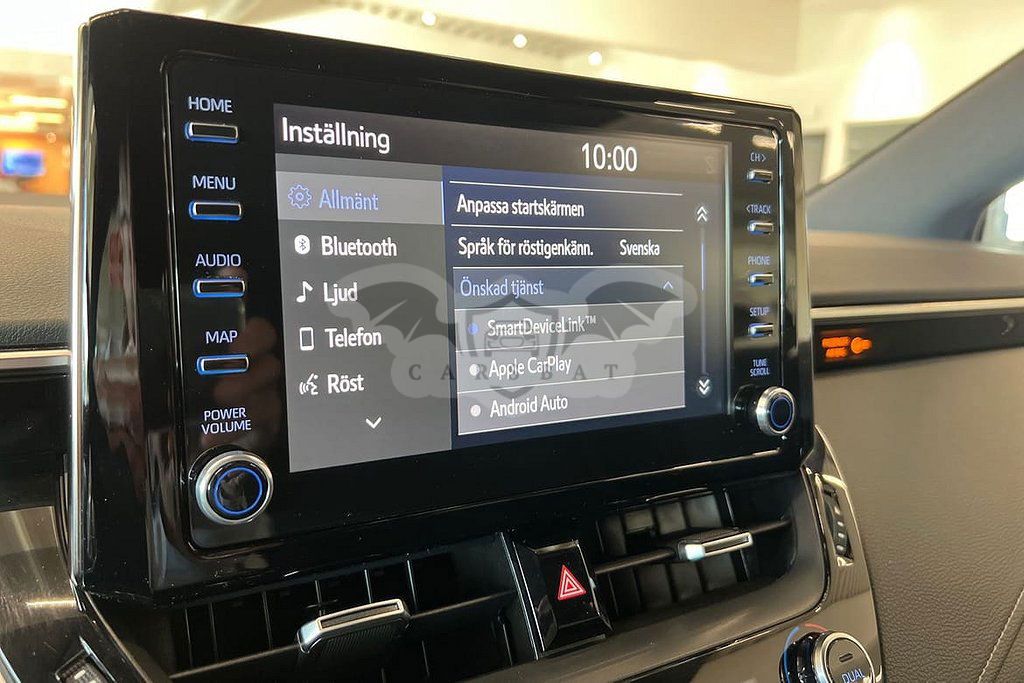 HOME
MENU
AUDIO
MAP
POWER
VOLUME
Inställning
10:00
Allmänt
Bluetooth
Ljud
Telefon
Röst
Anpassa startskärmen
Språk för röstigenkänn. Svenska
Önskad tjänst
SmartDeviceLink™
Apple CarPlay
Android Auto
CARSBAT
CH >
< TRACK
PHONE
SETUP
TUNE
SCROLL
DUAL